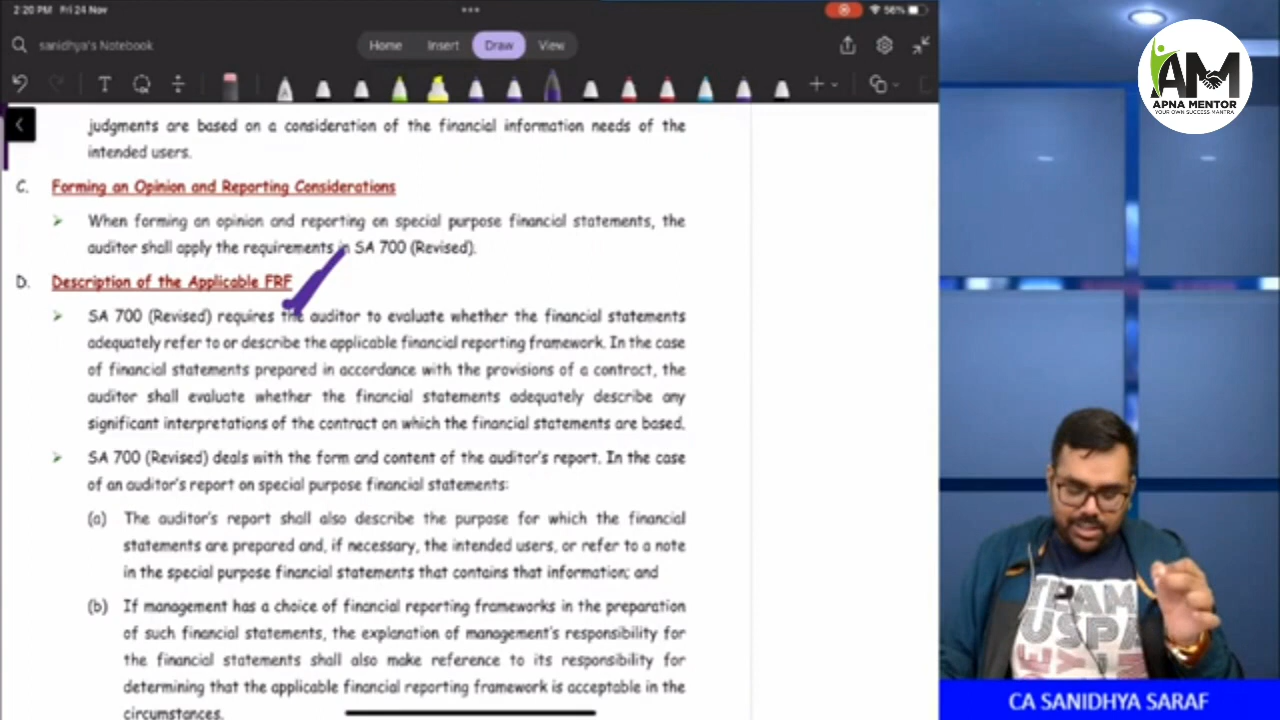 2:20 PM Fri 24 Nov
56%
sanidhya's Notebook
Home
Insert
Draw
View
judgments are based on a consideration of the financial information needs of the
intended users.
C. Forming an Opinion and Reporting Considerations
When forming an opinion and reporting on special purpose financial statements, the
auditor shall apply the requirements in SA 700 (Revised).
D. Description of the Applicable FRF
SA 700 (Revised) requires the auditor to evaluate whether the financial statements
adequately refer to or describe the applicable financial reporting framework. In the case
of financial statements prepared in accordance with the provisions of a contract, the
auditor shall evaluate whether the financial statements adequately describe any
significant interpretations of the contract on which the financial statements are based.
SA 700 (Revised) deals with the form and content of the auditor's report. In the case
of an auditor's report on special purpose financial statements:
(a) The auditor's report shall also describe the purpose for which the financial
statements are prepared and, if necessary, the intended users, or refer to a note
in the special purpose financial statements that contains that information; and
(b) If management has a choice of financial reporting frameworks in the preparation
of such financial statements, the explanation of management's responsibility for
the financial statements shall also make reference to its responsibility for
determining that the applicable financial reporting framework is acceptable in the
circumstances.
AM
APNA MENTOR
YOUR OWN SUCCESS MANTRA
TEAM
USPA
CA SANIDHYA SARAF